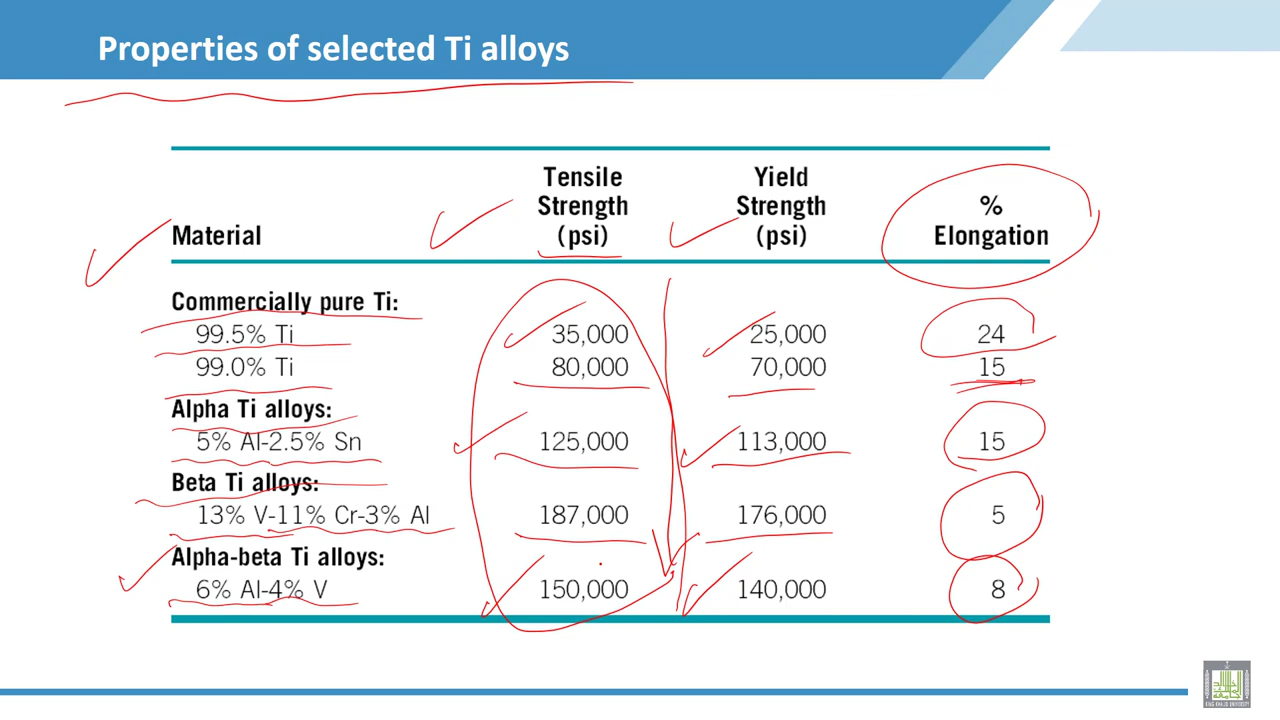 Properties of selected Ti alloys
Material Tensile Strength (psi) Yield Strength (psi) % Elongation
Commercially pure Ti:
99.5% Ti 35,000 25,000 24
99.0% Ti 80,000 70,000 15
Alpha Ti alloys:
5% Al-2.5% Sn 125,000 113,000 15
Beta Ti alloys:
13% V-11% Cr-3% Al 187,000 176,000 5
Alpha-beta Ti alloys:
6% Al-4% V 150,000 140,000 8
KING KHALID UNIVERSITY